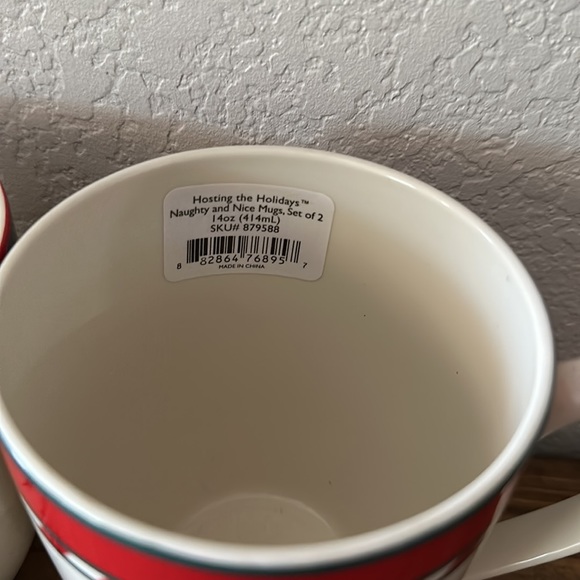 Hosting the Holidays™
Naughty and Nice Mugs, Set of 2
14oz (414mL)
SKU# 879588
8 82864 76895 7
MADE IN CHINA